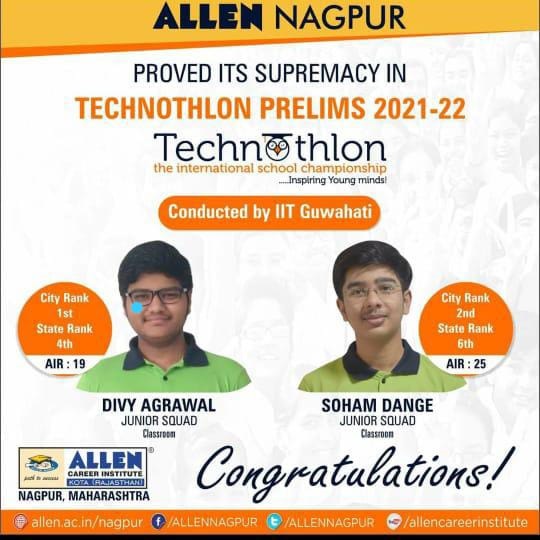 ALLEN NAGPUR
PROVED ITS SUPREMACY IN
TECHNOTHLON PRELIMS 2021-22
Technothlon
the international school championship
.....Inspiring Young minds!
Conducted by IIT Guwahati
City Rank
1st
State Rank
4th
AIR : 19
City Rank
2nd
State Rank
6th
AIR : 25
DIVY AGRAWAL
JUNIOR SQUAD
Classroom
SOHAM DANGE
JUNIOR SQUAD
Classroom
path to success
ALLEN®
CAREER INSTITUTE
KOTA (RAJASTHAN)
NAGPUR, MAHARASHTRA
Congratulations!
allen.ac.in/nagpur /ALLENNAGPUR /ALLENNAGPUR /allencareerinstitute